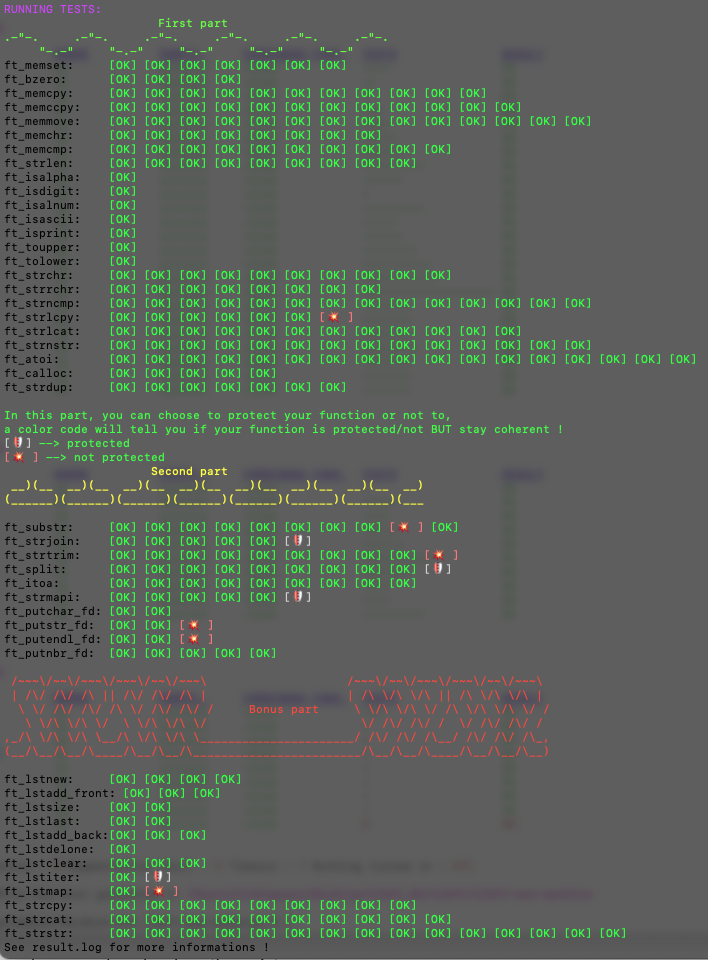 RUNNING TESTS:
First part
ft_memset: [OK] [OK] [OK] [OK] [OK] [OK] [OK]
ft_bzero: [OK] [OK] [OK] [OK]
ft_memcpy: [OK] [OK] [OK] [OK] [OK] [OK] [OK] [OK] [OK] [OK] [OK]
ft_memccpy: [OK] [OK] [OK] [OK] [OK] [OK] [OK] [OK] [OK] [OK] [OK] [OK]
ft_memmove: [OK] [OK] [OK] [OK] [OK] [OK] [OK] [OK] [OK] [OK] [OK] [OK] [OK] [OK]
ft_memchr: [OK] [OK] [OK] [OK] [OK] [OK] [OK] [OK]
ft_memcmp: [OK] [OK] [OK] [OK] [OK] [OK] [OK] [OK] [OK] [OK]
ft_strlen: [OK] [OK] [OK] [OK] [OK] [OK] [OK] [OK] [OK]
ft_isalpha: [OK]
ft_isdigit: [OK]
ft_isalnum: [OK]
ft_isascii: [OK]
ft_isprint: [OK]
ft_toupper: [OK]
ft_tolower: [OK]
ft_strchr: [OK] [OK] [OK] [OK] [OK] [OK] [OK] [OK] [OK] [OK]
ft_strrchr: [OK] [OK] [OK] [OK] [OK] [OK] [OK] [OK]
ft_strncmp: [OK] [OK] [OK] [OK] [OK] [OK] [OK] [OK] [OK] [OK] [OK] [OK] [OK] [OK]
ft_strlcpy: [OK] [OK] [OK] [OK] [OK] [OK] [💥 ]
ft_strlcat: [OK] [OK] [OK] [OK] [OK] [OK] [OK] [OK] [OK] [OK] [OK] [OK]
ft_strnstr: [OK] [OK] [OK] [OK] [OK] [OK] [OK] [OK] [OK] [OK] [OK] [OK] [OK] [OK]
ft_atoi: [OK] [OK] [OK] [OK] [OK] [OK] [OK] [OK] [OK] [OK] [OK] [OK] [OK] [OK] [OK] [OK] [OK]
ft_calloc: [OK] [OK] [OK] [OK] [OK]
ft_strdup: [OK] [OK] [OK] [OK] [OK] [OK] [OK]
In this part, you can choose to protect your function or not to,
a color code will tell you if your function is protected/not BUT stay coherent !
[🛡] --> protected
[💥 ] --> not protected
Second part
ft_substr: [OK] [OK] [OK] [OK] [OK] [OK] [OK] [OK] [💥 ] [OK]
ft_strjoin: [OK] [OK] [OK] [OK] [OK] [🛡]
ft_strtrim: [OK] [OK] [OK] [OK] [OK] [OK] [OK] [OK] [OK] [💥 ]
ft_split: [OK] [OK] [OK] [OK] [OK] [OK] [OK] [OK] [OK] [🛡]
ft_itoa: [OK] [OK] [OK] [OK] [OK] [OK] [OK] [OK] [OK]
ft_strmapi: [OK] [OK] [OK] [OK] [OK] [🛡]
ft_putchar_fd: [OK] [OK]
ft_putstr_fd: [OK] [OK] [💥 ]
ft_putendl_fd: [OK] [OK] [💥 ]
ft_putnbr_fd: [OK] [OK] [OK] [OK] [OK]
Bonus part
ft_lstnew: [OK] [OK] [OK] [OK]
ft_lstadd_front: [OK] [OK] [OK]
ft_lstsize: [OK] [OK]
ft_lstlast: [OK] [OK]
ft_lstadd_back:[OK] [OK] [OK]
ft_lstdelone: [OK]
ft_lstclear: [OK] [OK] [OK]
ft_lstiter: [OK] [🛡]
ft_lstmap: [OK] [💥 ]
ft_strcpy: [OK] [OK] [OK] [OK] [OK] [OK] [OK] [OK] [OK]
ft_strcat: [OK] [OK] [OK] [OK] [OK] [OK] [OK] [OK] [OK] [OK]
ft_strstr: [OK] [OK] [OK] [OK] [OK] [OK] [OK] [OK] [OK] [OK] [OK] [OK] [OK] [OK] [OK]
See result.log for more informations !